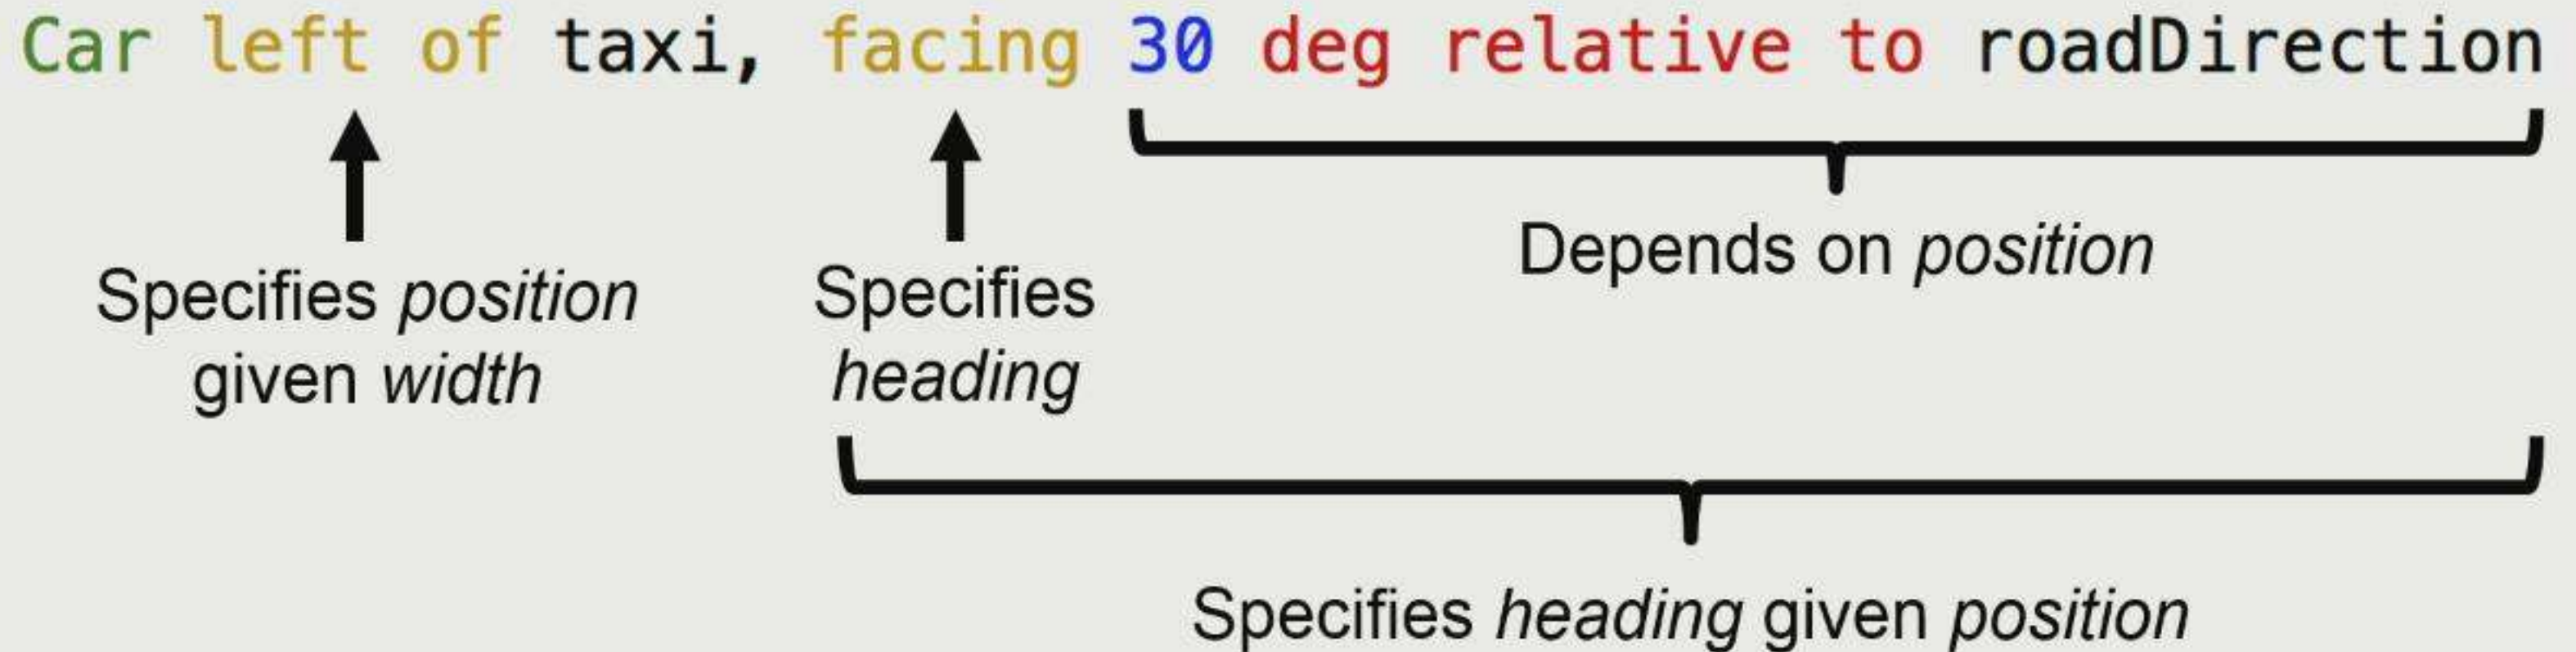 Car left of taxi, facing 30 deg relative to roadDirection
Specifies position
given width
Specifies
heading
Depends on position
Specifies heading given position